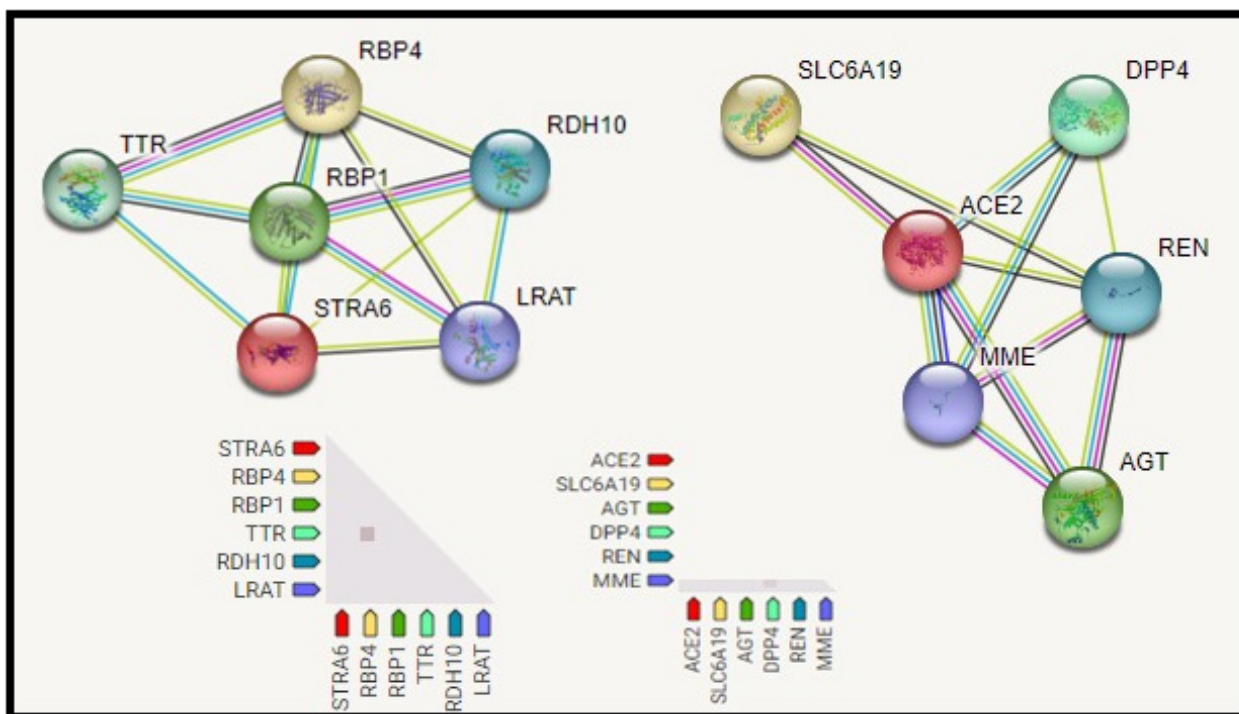 RBP4
TTR
RDH10
RBP1
STRA6
LRAT
SLC6A19
DPP4
ACE2
REN
MME
AGT
STRA6
RBP4
RBP1
TTR
RDH10
LRAT
STRA6
RBP4
RBP1
TTR
RDH10
LRAT
ACE2
SLC6A19
AGT
DPP4
REN
MME
ACE2
SLC6A19
AGT
DPP4
REN
MME